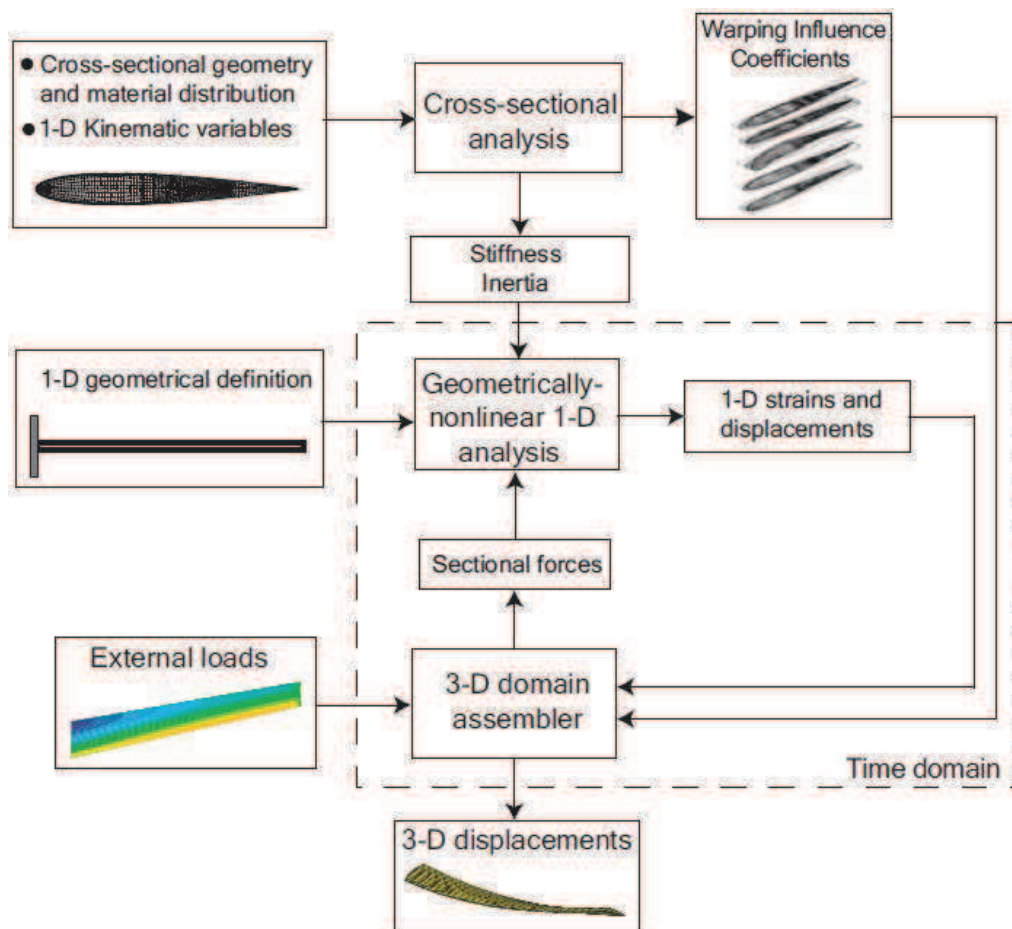 ● Cross-sectional geometry
and material distribution
● 1-D Kinematic variables
Cross-sectional
analysis
Warping Influence
Coefficients
Stiffness
Inertia
1-D geometrical definition
Geometrically-
nonlinear 1-D
analysis
1-D strains and
displacements
Sectional forces
External loads
3-D domain
assembler
Time domain
3-D displacements